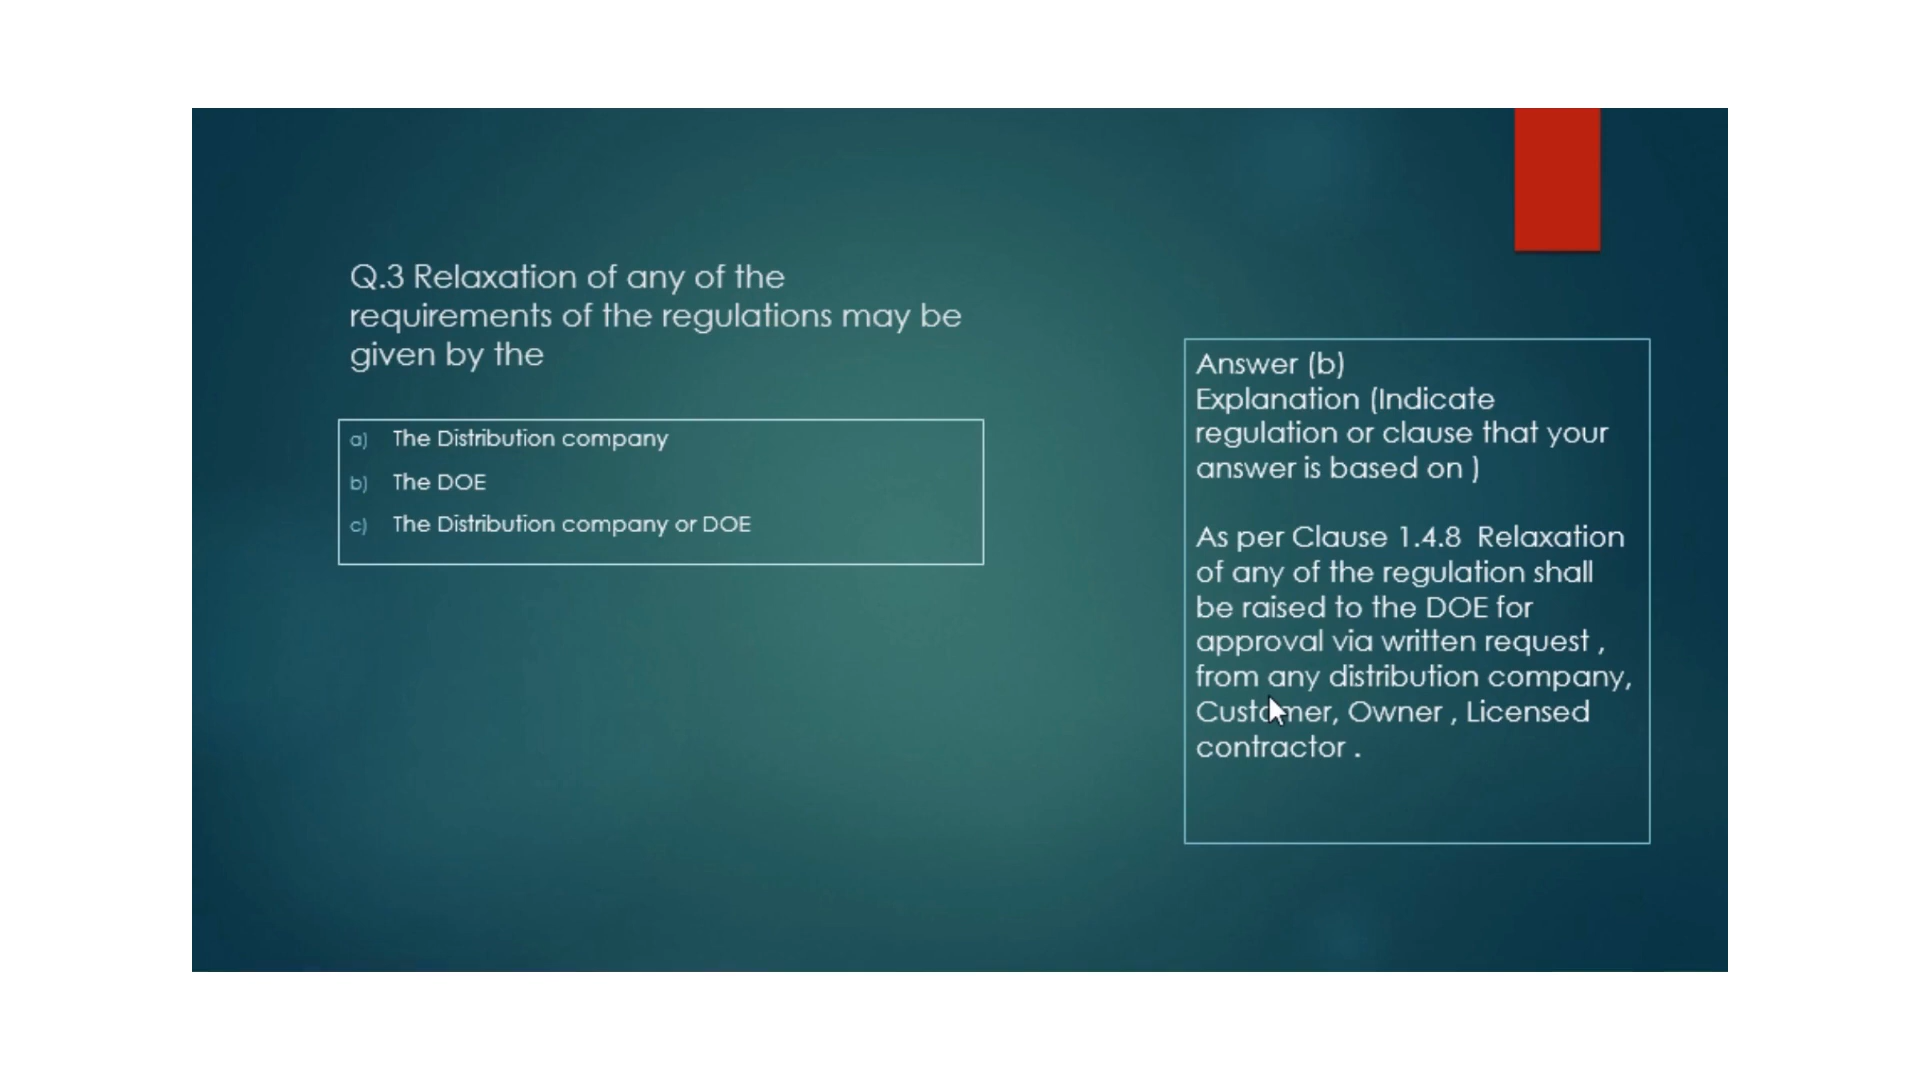 Q.3 Relaxation of any of the
requirements of the regulations may be
given by the
a) The Distribution company
b) The DOE
c) The Distribution company or DOE
Answer (b)
Explanation (Indicate
regulation or clause that your
answer is based on )
As per Clause 1.4.8 Relaxation
of any of the regulation shall
be raised to the DOE for
approval via written request ,
from any distribution company,
Customer, Owner , Licensed
contractor .